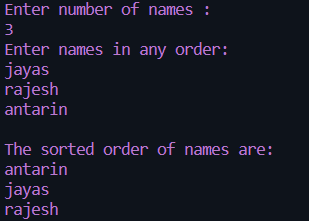 Enter number of names :
3
Enter names in any order:
jayas
rajesh
antarin

The sorted order of names are:
antarin
jayas
rajesh